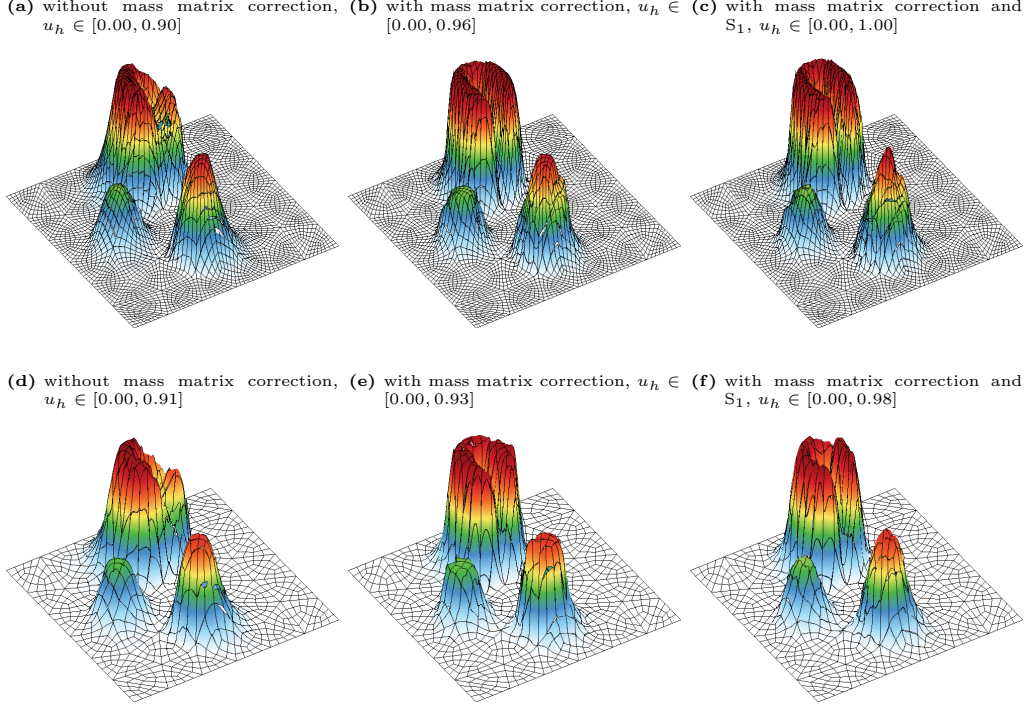 (a) without mass matrix correction,
u_h ∈ [0.00, 0.90]
(b) with mass matrix correction, u_h ∈
[0.00, 0.96]
(c) with mass matrix correction and
S_1, u_h ∈ [0.00, 1.00]
(d) without mass matrix correction,
u_h ∈ [0.00, 0.91]
(e) with mass matrix correction, u_h ∈
[0.00, 0.93]
(f) with mass matrix correction and
S_1, u_h ∈ [0.00, 0.98]